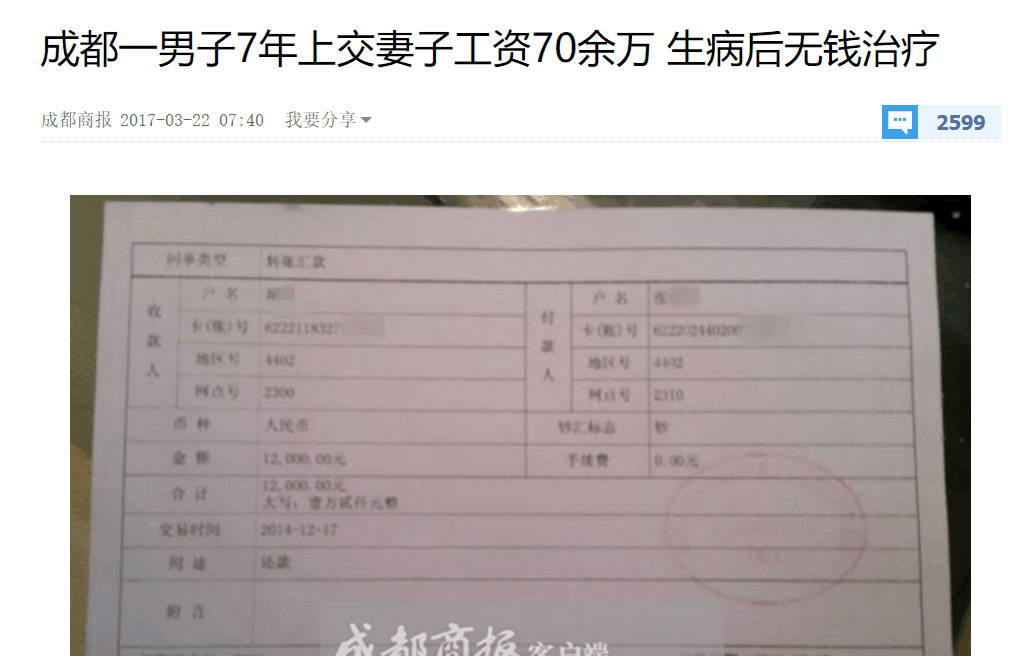 成都一男子7年上交妻子工资70余万 生病后无钱治疗
成都商报 2017-03-22 07:40 我要分享
2599
回单类型 转账汇款
收款人 付款人
户 名 胡 户 名 张
卡(账)号 6222118327 卡(账)号 622202440200
地区号 4402 地区号 4402
网点号 2300 网点号 2310
币 种 人民币 钞汇标志 钞
金 额 12,000.00元 手续费 0.00元
合 计 12,000.00元
大写：壹万贰仟元整
交易时间 2014-12-17
用 途 还款
附 言
成都商报客户端